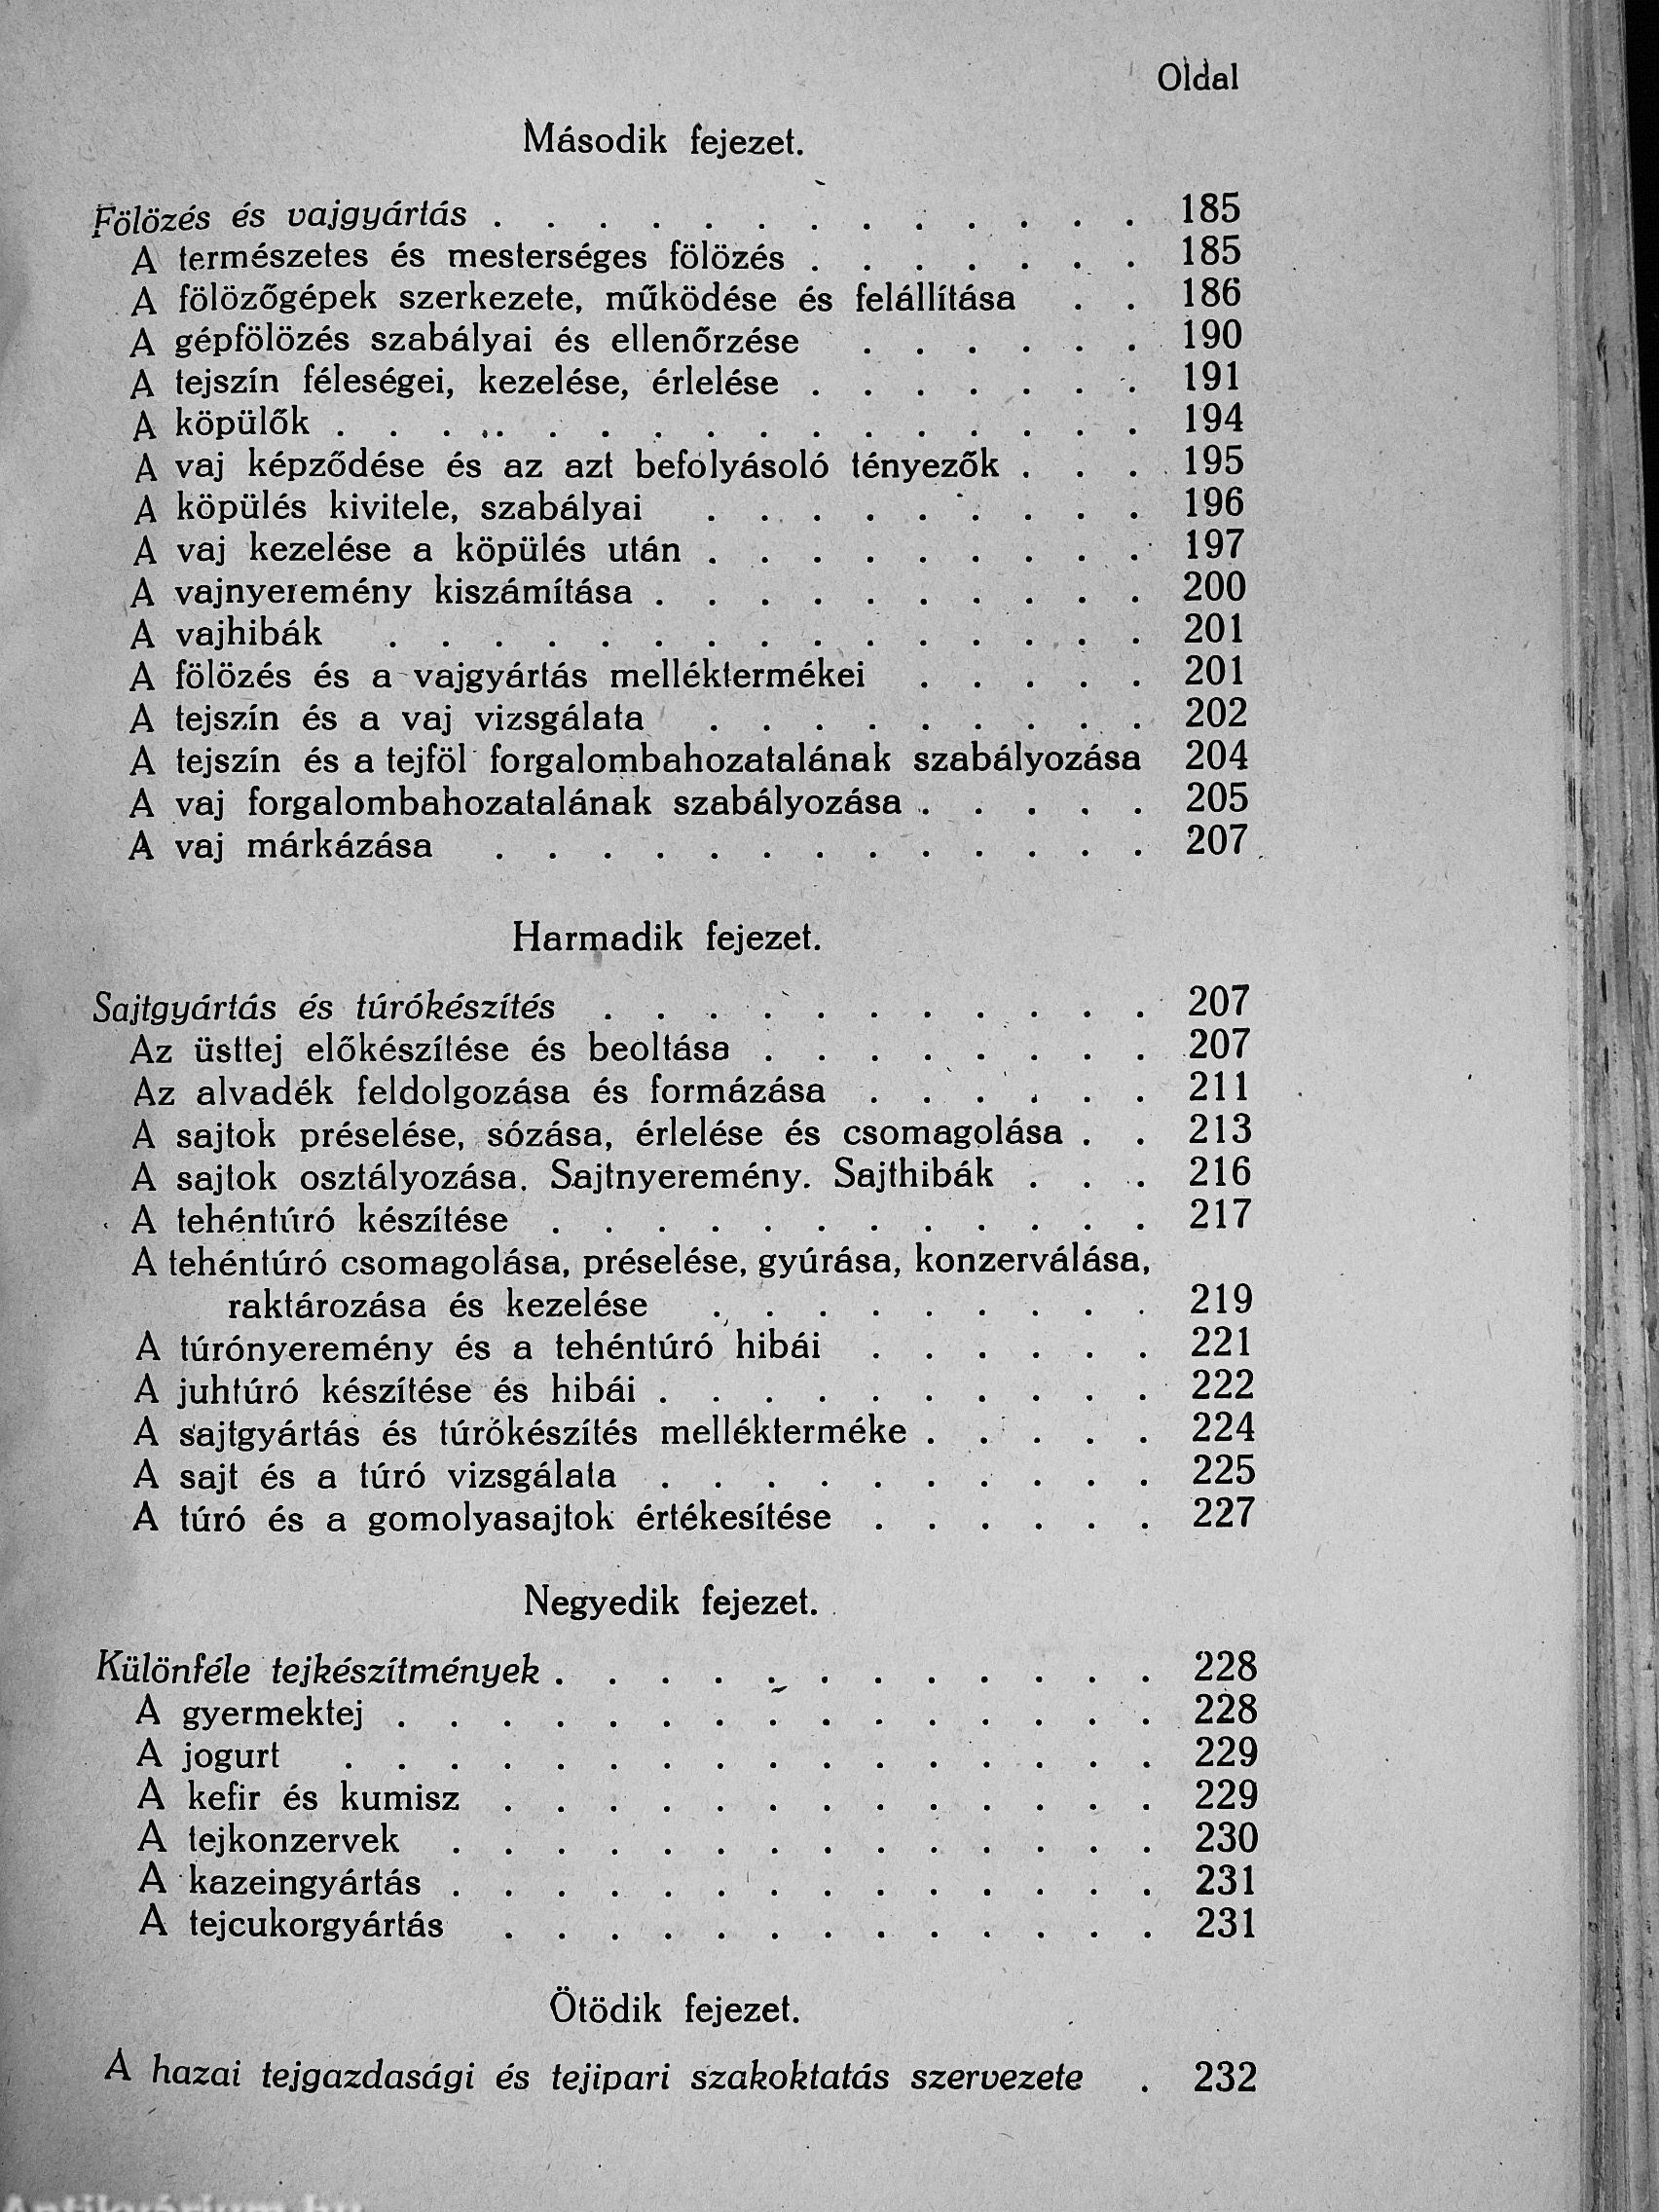 Oldal
Második fejezet.
Fölözés és vajgyártás . . . . . . . . . . . . . 185
A természetes és mesterséges fölözés . . . . . . . 185
A fölözőgépek szerkezete, működése és felállítása . . 186
A gépfölözés szabályai és ellenőrzése . . . . . . 190
A tejszín féleségei, kezelése, érlelése . . . . . . . 191
A köpülők . . . . . . . . . . . . . . . . 194
A vaj képződése és az azt befolyásoló tényezők . . . . 195
A köpülés kivitele, szabályai . . . . . . . . . 196
A vaj kezelése a köpülés után . . . . . . . . . 197
A vajnyeremény kiszámítása . . . . . . . . . . 200
A vajhibák . . . . . . . . . . . . . . . 201
A fölözés és a vajgyártás melléktermékei . . . . . 201
A tejszín és a vaj vizsgálata . . . . . . . . . 202
A tejszín és a tejföl forgalombahozatalának szabályozása 204
A vaj forgalombahozatalának szabályozása . . . . . 205
A vaj márkázása . . . . . . . . . . . . . 207
Harmadik fejezet.
Sajtgyártás és túrókészítés . . . . . . . . . . . 207
Az üsttej előkészítése és beoltása . . . . . . . . 207
Az alvadék feldolgozása és formázása . . . . . . 211
A sajtok préselése, sózása, érlelése és csomagolása . . 213
A sajtok osztályozása. Sajtnyeremény. Sajthibák . . . 216
A tehéntúró készítése . . . . . . . . . . . . 217
A tehéntúró csomagolása, préselése, gyúrása, konzerválása,
raktározása és kezelése . . . . . . . . . 219
A túrónyeremény és a tehéntúró hibái . . . . . . 221
A juhtúró készítése és hibái . . . . . . . . . . 222
A sajtgyártás és túrókészítés mellékterméke . . . . . 224
A sajt és a túró vizsgálata . . . . . . . . . . 225
A túró és a gomolyasajtok értékesítése . . . . . . 227
Negyedik fejezet.
Különféle tejkészítmények . . . . . . . . . . . . 228
A gyermektej . . . . . . . . . . . . . . . 228
A jogurt . . . . . . . . . . . . . . . . 229
A kefir és kumisz . . . . . . . . . . . . . 229
A tejkonzervek . . . . . . . . . . . . . . 230
A kazeingyártás . . . . . . . . . . . . . . 231
A tejcukorgyártás . . . . . . . . . . . . . 231
Ötödik fejezet.
A hazai tejgazdasági és tejipari szakoktatás szervezete . 232
Antikvárium.hu